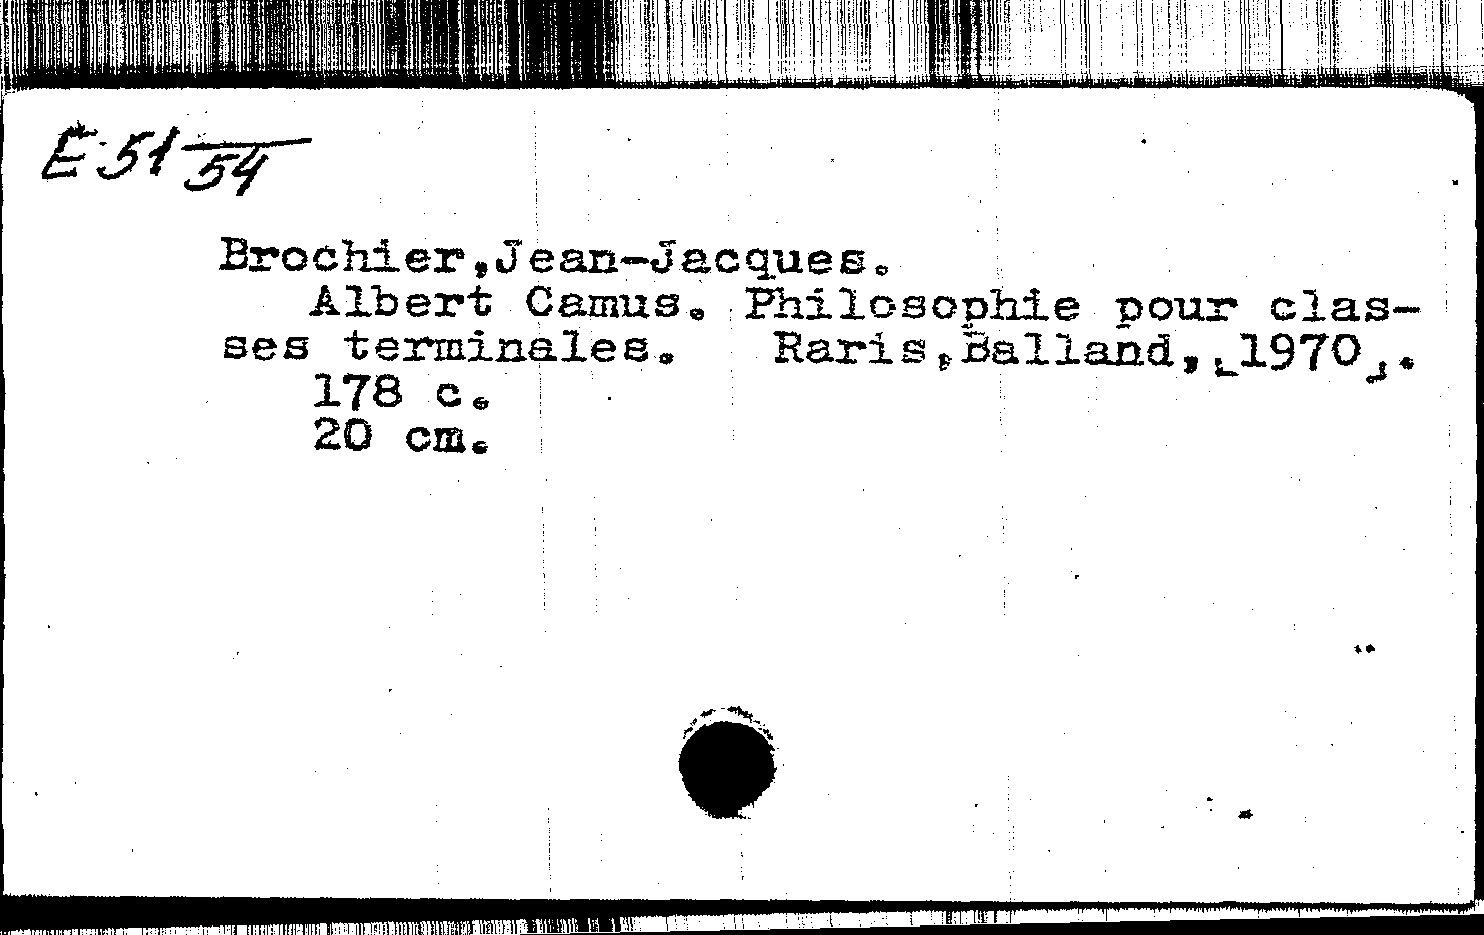 E 51/54
Brochier,Jean-Jacques.
Albert Camus. Philosophie pour clas-
ses terminales. Raris,Balland,[1970].
178 c.
20 cm.